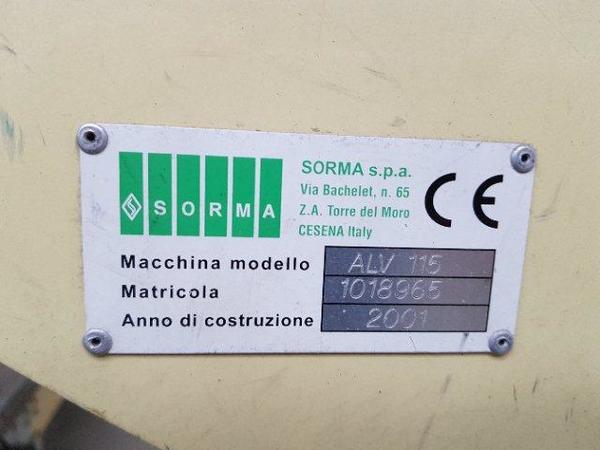 SORMA
SORMA s.p.a.
Via Bachelet, n. 65
Z.A. Torre del Moro
CESENA Italy
CE
Macchina modello ALV 115
Matricola 1018965
Anno di costruzione 2001